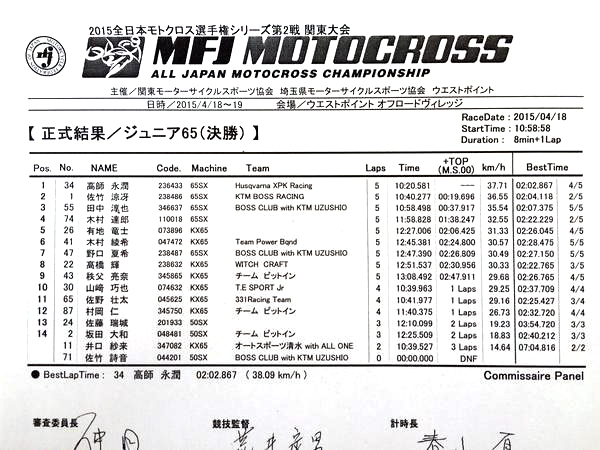 2015全日本モトクロス選手権シリーズ第2戦 関東大会
MFJ MOTOCROSS
ALL JAPAN MOTOCROSS CHAMPIONSHIP
主催／関東モーターサイクルスポーツ協会 埼玉県モーターサイクルスポーツ協会 ウエストポイント
日時／2015/4/18～19 会場／ウエストポイント オフロードヴィレッジ
RaceDate : 2015/04/18
StartTime : 10:58:58
Duration : 8min+1Lap
【 正式結果／ジュニア65(決勝) 】
Pos. No. NAME Code. Machine Team Laps Time +TOP (M.S.00) km/h BestTime
1 34 高師 永潤 236433 65SX Husqvarna XPK Racing 5 10:20.581 --- 37.71 02:02.867 4/5
2 1 佐竹 涼冴 238486 65SX KTM BOSS RACING 5 10:40.277 00:19.696 36.55 02:04.118 2/5
3 55 田中 淳也 346637 65SX BOSS CLUB with KTM UZUSHIO 5 10:58.498 00:37.917 35.54 02:07.375 5/5
4 74 木村 達郎 110018 65SX 5 11:58.828 01:38.247 32.55 02:22.229 2/5
5 26 有地 竜士 073896 KX65 5 12:27.006 02:06.425 31.33 02:26.045 4/5
6 41 木村 綾希 047472 KX65 Team Power Bqnd 5 12:45.381 02:24.800 30.57 02:28.275 5/5
7 47 野口 夏希 238487 KX65 BOSS CLUB with KTM UZUSHIO 5 12:47.390 02:26.809 30.49 02:27.150 5/5
8 22 高橋 輝 238632 KX65 WITCH CRAFT 5 12:51.537 02:30.956 30.33 02:22.765 3/5
9 43 秩父 亮奈 345865 KX65 チーム ピットイン 5 13:08.492 02:47.911 29.68 02:26.765 4/5
10 30 山﨑 巧也 074632 KX65 T.E SPORT Jr 4 10:39.963 1 Laps 29.25 02:37.709 4/4
11 65 佐野 壮太 045625 KX65 331Racing Team 4 10:41.977 1 Laps 29.16 02:25.427 3/4
12 87 村岡 仁 345750 KX65 チーム ピットイン 4 11:40.375 1 Laps 26.73 02:32.720 4/4
13 24 佐藤 瑞城 201933 50SX 3 12:10.099 2 Laps 19.23 03:54.720 3/3
14 2 坂田 大和 048481 50SX チーム ピットイン 3 12:25.509 2 Laps 18.83 02:40.212 3/3
11 井口 紗来 347082 KX65 オートスポーツ清水 with ALL ONE 2 10:39.527 3 Laps 14.64 07:04.816 2/2
71 佐竹 詩音 044201 50SX BOSS CLUB with KTM UZUSHIO 0 00:00.000 DNF
● BestLapTime : 34 高師 永潤 02:02.867 ( 38.09 km/h ) Commissaire Panel
審査委員長 競技監督 計時長